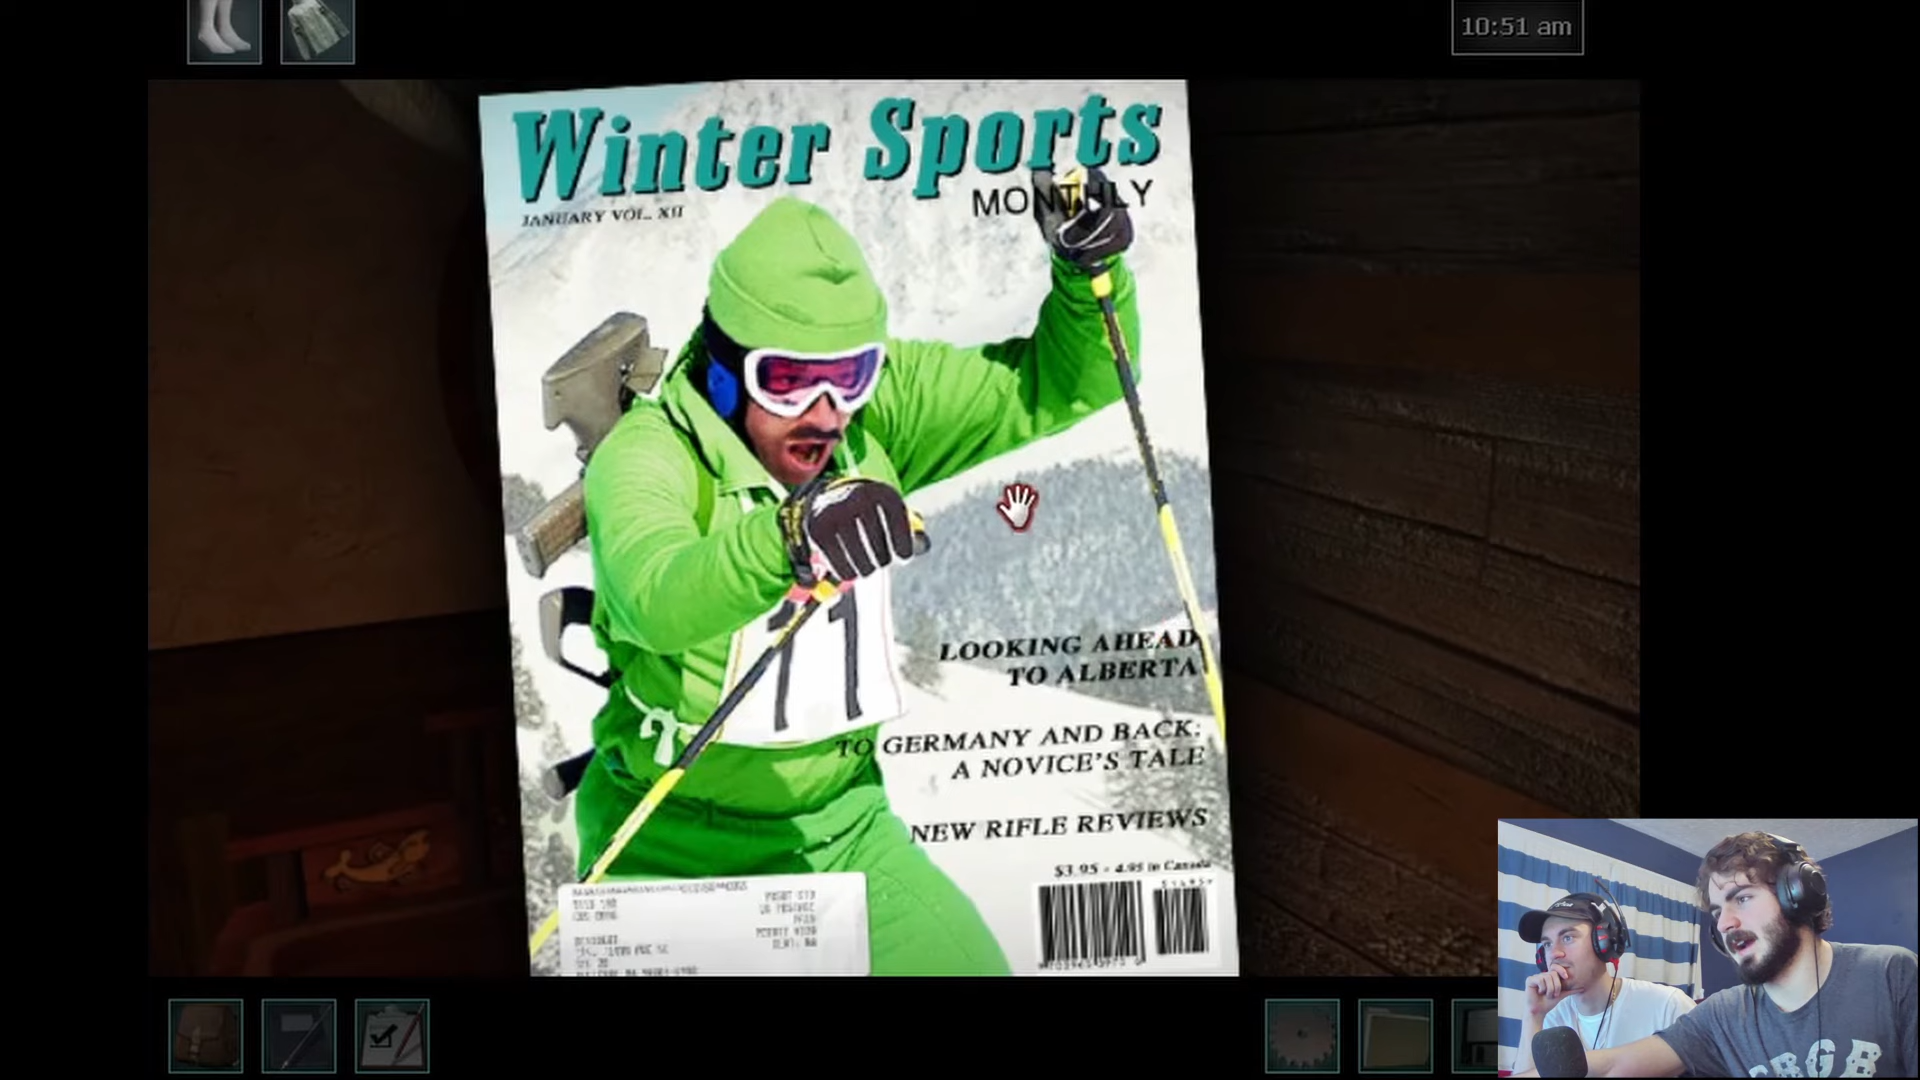 10:51 am
Winter Sports
MONTHLY
JANUARY VOL. XII
11
LOOKING AHEAD
TO ALBERTA
TO GERMANY AND BACK:
A NOVICE'S TALE
NEW RIFLE REVIEWS
$3.95 - 4.95 in Canada